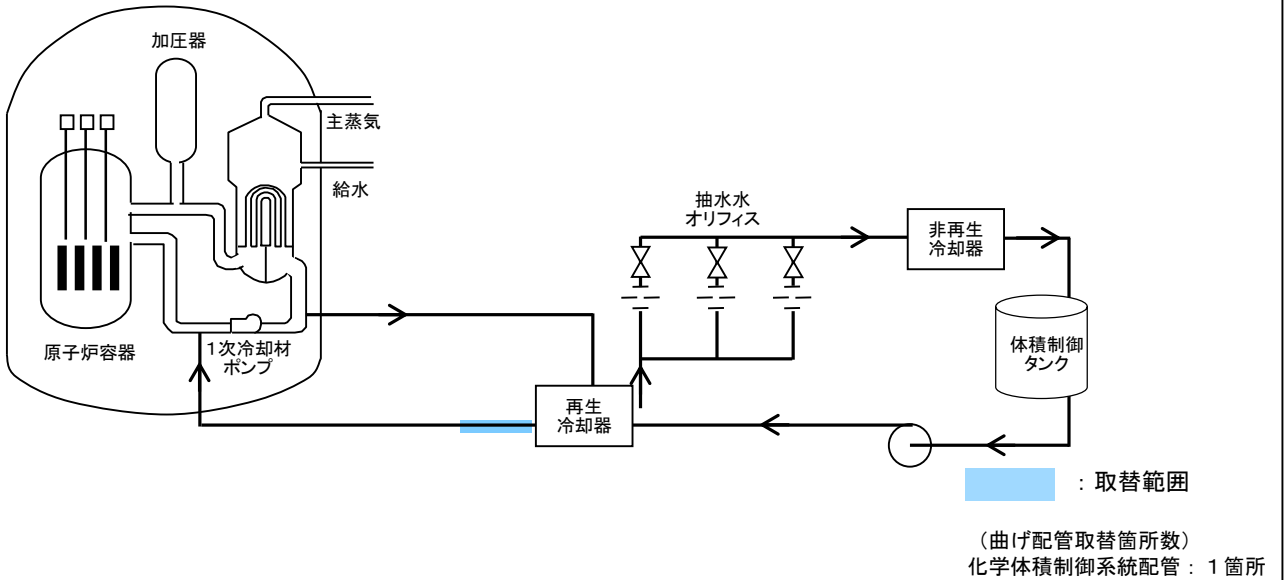 加圧器
主蒸気
給水
原子炉容器
1次冷却材
ポンプ
抽水水
オリフィス
非再生
冷却器
体積制御
タンク
再生
冷却器
：取替範囲
（曲げ配管取替箇所数）
化学体積制御系統配管：1箇所